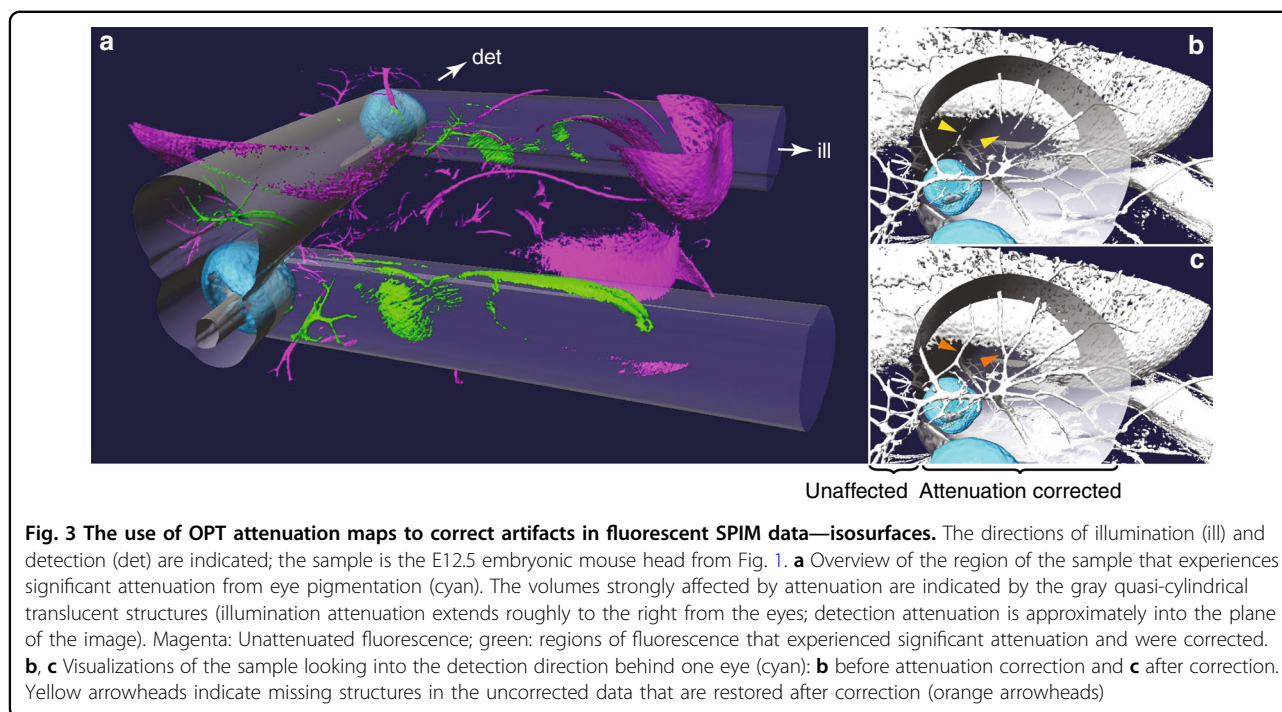 a
det
ill
b
c
Unaffected Attenuation corrected
Fig. 3 The use of OPT attenuation maps to correct artifacts in fluorescent SPIM data—isosurfaces. The directions of illumination (ill) and
detection (det) are indicated; the sample is the E12.5 embryonic mouse head from Fig. 1. a Overview of the region of the sample that experiences
significant attenuation from eye pigmentation (cyan). The volumes strongly affected by attenuation are indicated by the gray quasi-cylindrical
translucent structures (illumination attenuation extends roughly to the right from the eyes; detection attenuation is approximately into the plane
of the image). Magenta: Unattenuated fluorescence; green: regions of fluorescence that experienced significant attenuation and were corrected.
b, c Visualizations of the sample looking into the detection direction behind one eye (cyan): b before attenuation correction and c after correction.
Yellow arrowheads indicate missing structures in the uncorrected data that are restored after correction (orange arrowheads)